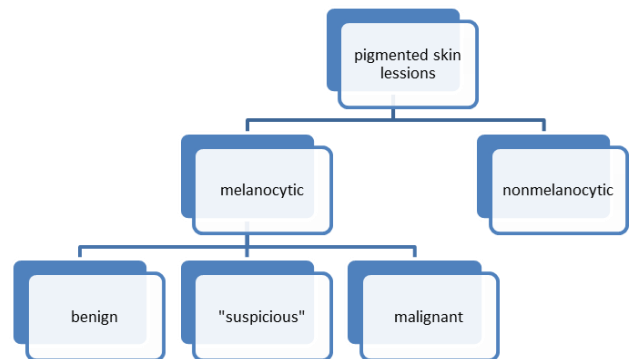 pigmented skin
lessions
melanocytic
nonmelanocytic
benign
"suspicious"
malignant